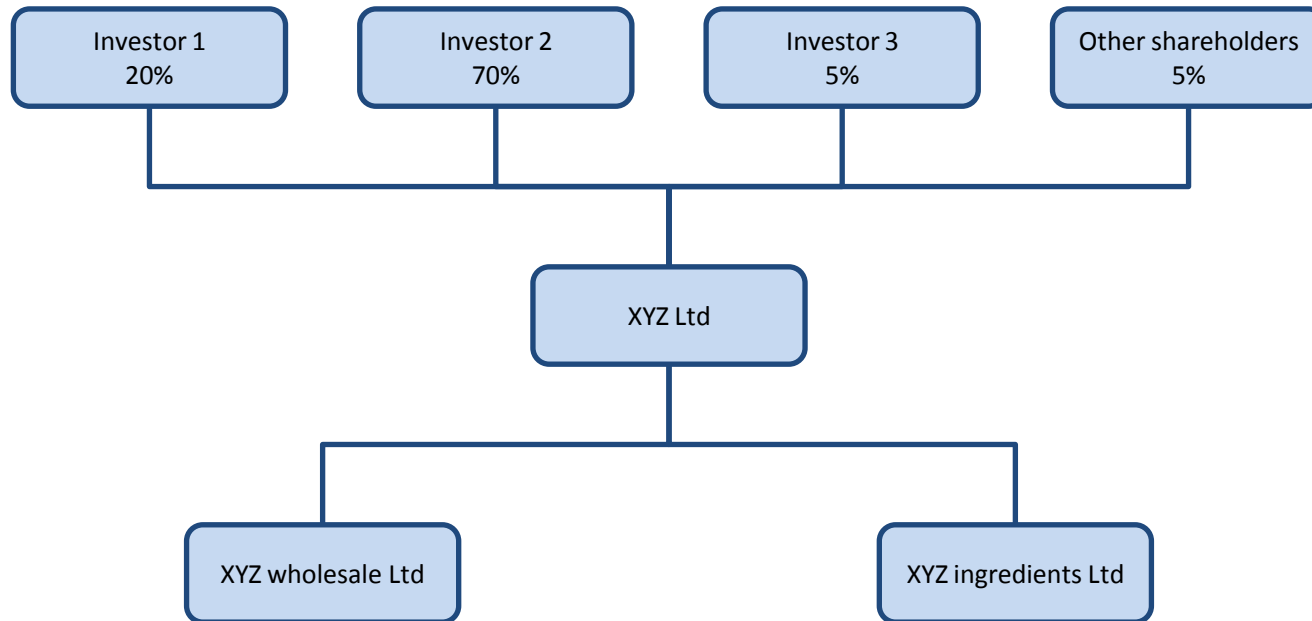 Investor 1
20%
Investor 2
70%
Investor 3
5%
Other shareholders
5%
XYZ Ltd
XYZ wholesale Ltd
XYZ ingredients Ltd